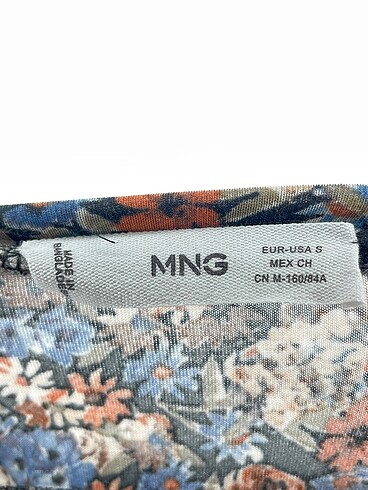 MADE IN
BANGLADESH
MNG
EUR-USA S
MEX CH
CN M-160/84A